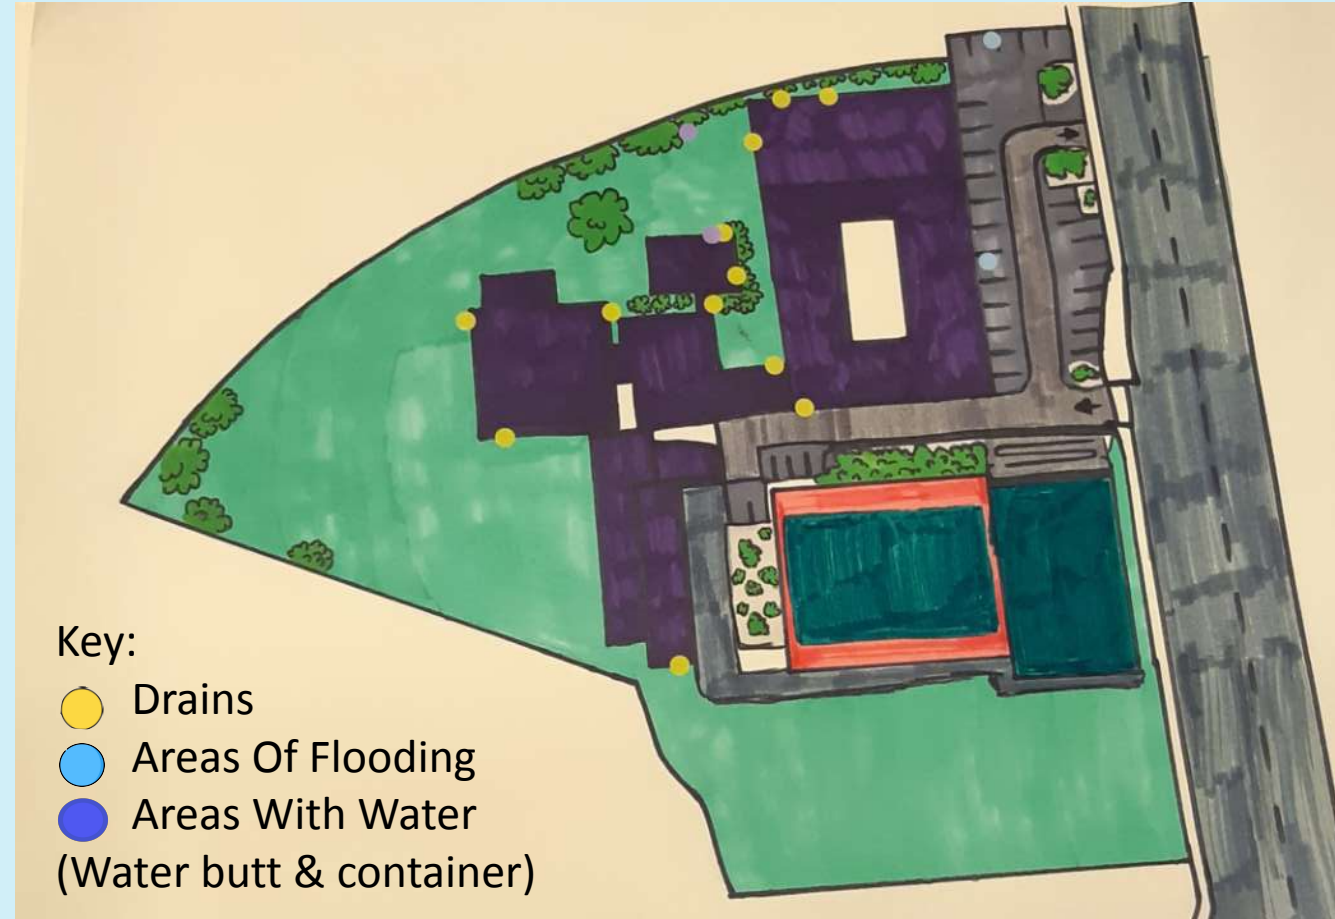 Key:
Drains
Areas Of Flooding
Areas With Water
(Water butt & container)